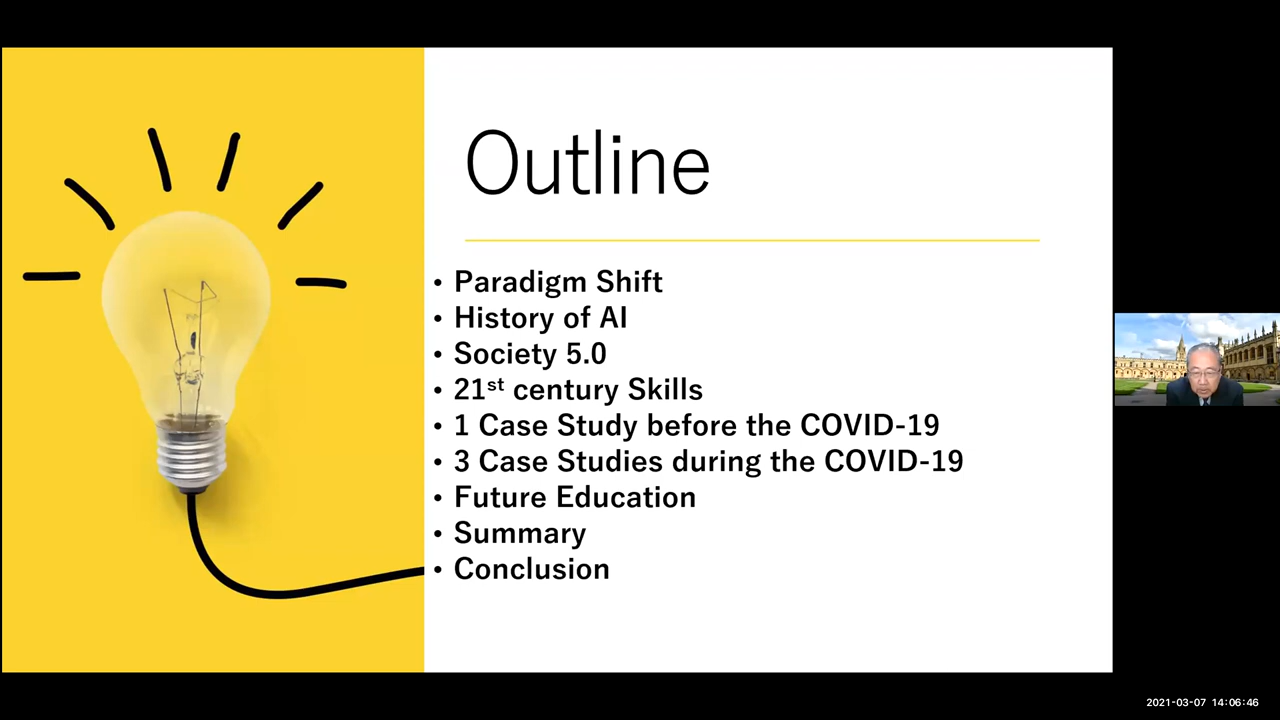 Outline
• Paradigm Shift
• History of AI
• Society 5.0
• 21st century Skills
• 1 Case Study before the COVID-19
• 3 Case Studies during the COVID-19
• Future Education
• Summary
• Conclusion
2021-03-07 14:06:46